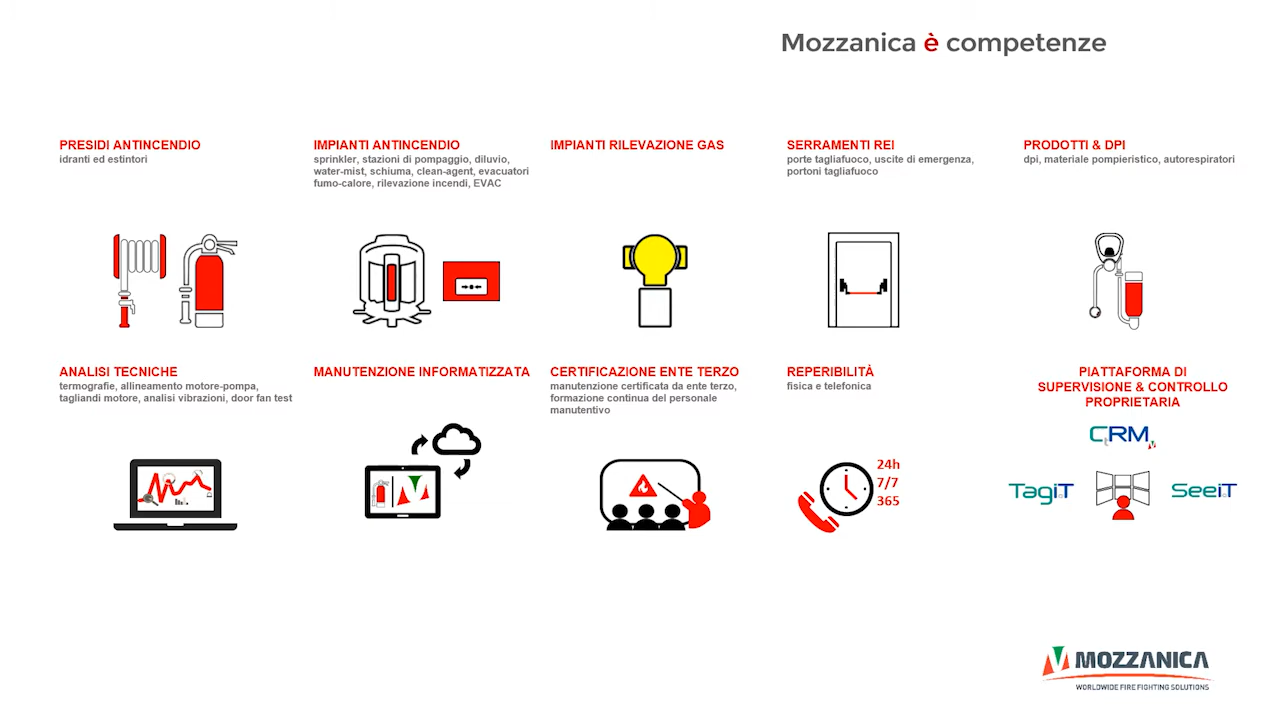 Mozzanica è competenze
PRESIDI ANTINCENDIO
idranti ed estintori
IMPIANTI ANTINCENDIO
sprinkler, stazioni di pompaggio, diluvio,
water-mist, schiuma, clean-agent, evacuatori
fumo-calore, rilevazione incendi, EVAC
IMPIANTI RILEVAZIONE GAS
SERRAMENTI REI
porte tagliafuoco, uscite di emergenza,
portoni tagliafuoco
PRODOTTI & DPI
dpi, materiale pompieristico, autorespiratori
ANALISI TECNICHE
termografie, allineamento motore-pompa,
tagliandi motore, analisi vibrazioni, door fan test
MANUTENZIONE INFORMATIZZATA
CERTIFICAZIONE ENTE TERZO
manutenzione certificata da ente terzo,
formazione continua del personale
manutentivo
REPERIBILITÀ
fisica e telefonica
24h
7/7
365
PIATTAFORMA DI
SUPERVISIONE & CONTROLLO
PROPRIETARIA
CtRM
TagiT
SeeiT
MOZZANICA
WORLDWIDE FIRE FIGHTING SOLUTIONS